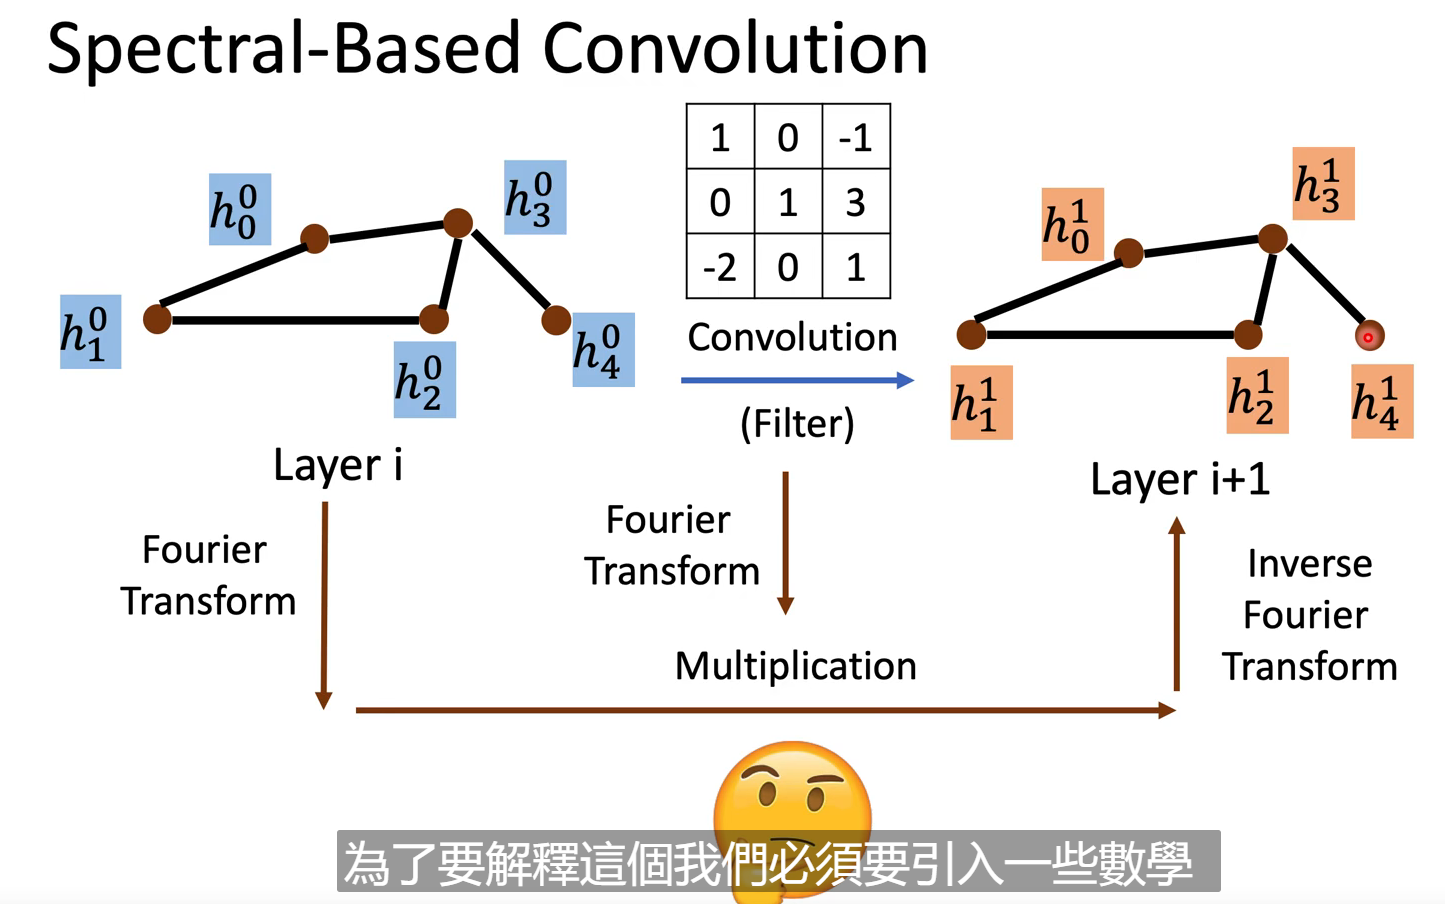 Spectral-Based Convolution
1 0 -1
0 1 3
-2 0 1
h_0^0
h_3^0
h_1^0
h_2^0
h_4^0
Layer i
Convolution
(Filter)
h_0^1
h_3^1
h_1^1
h_2^1
h_4^1
Layer i+1
Fourier
Transform
Fourier
Transform
Multiplication
Inverse
Fourier
Transform
為了要解釋這個我們必須要引入一些數學